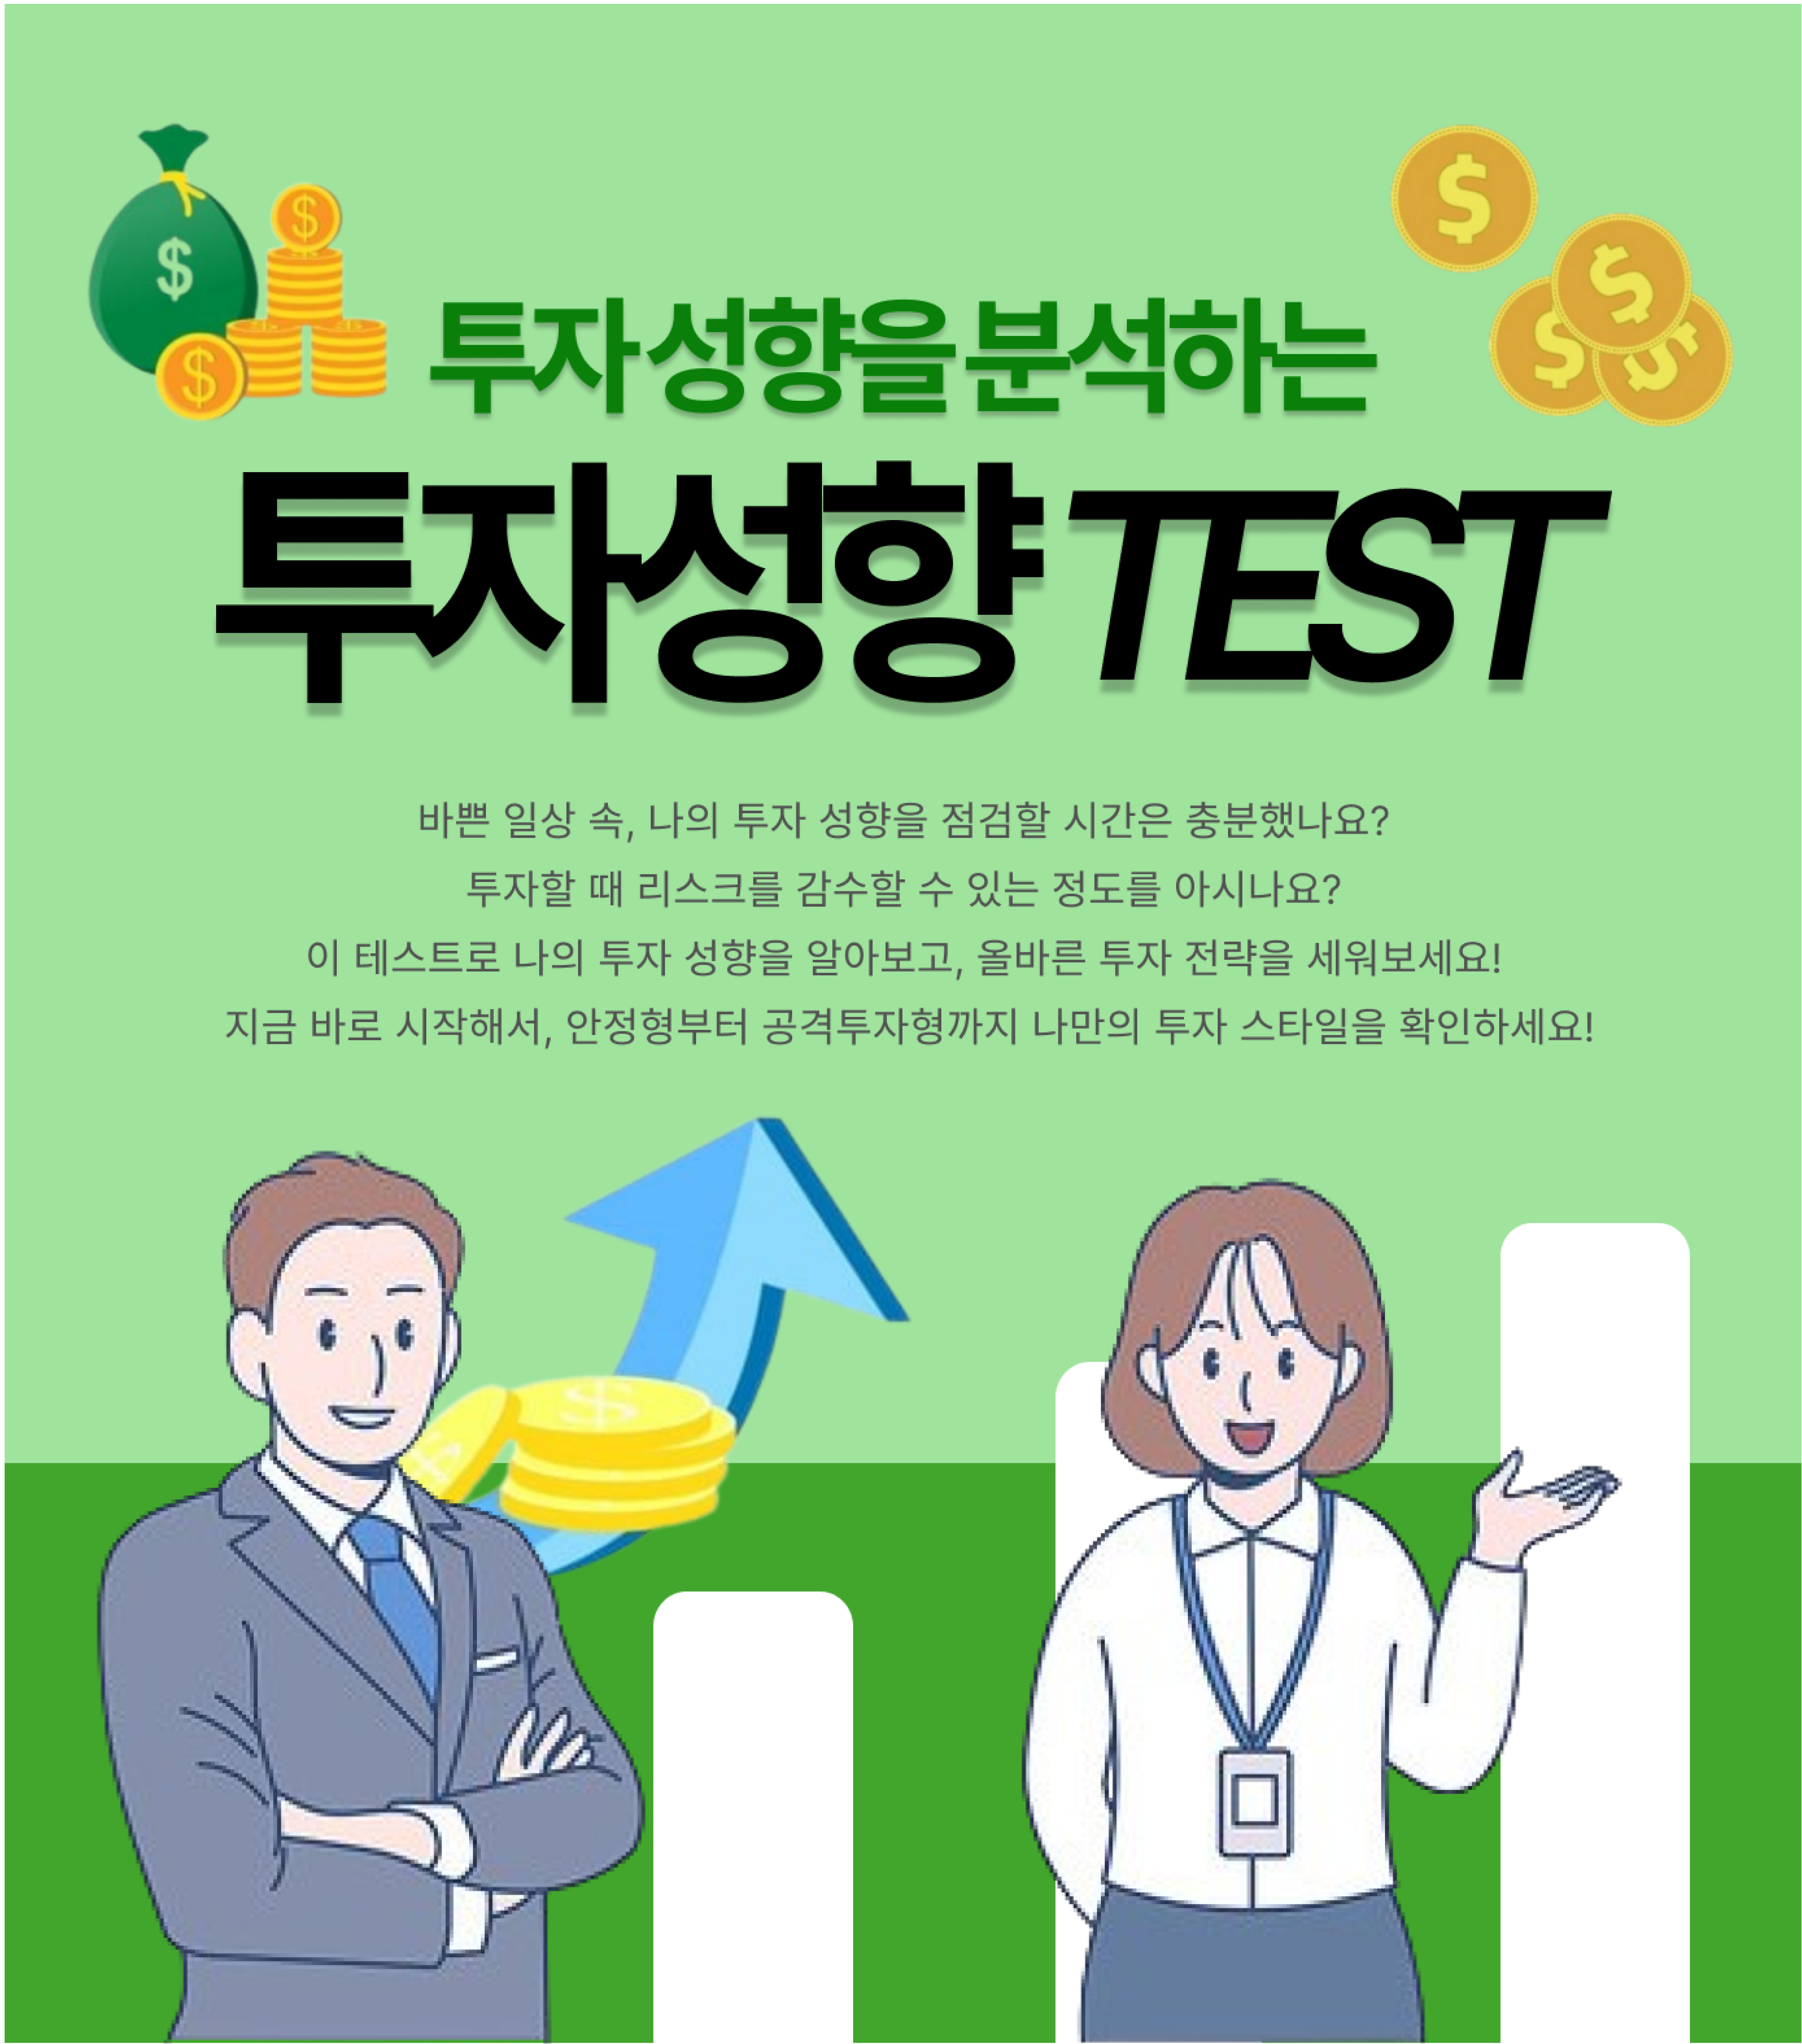 투자 성향을 분석하는
투자성향 TEST
바쁜 일상 속, 나의 투자 성향을 점검할 시간은 충분했나요?
투자할 때 리스크를 감수할 수 있는 정도를 아시나요?
이 테스트로 나의 투자 성향을 알아보고, 올바른 투자 전략을 세워보세요!
지금 바로 시작해서, 안정형부터 공격투자형까지 나만의 투자 스타일을 확인하세요!